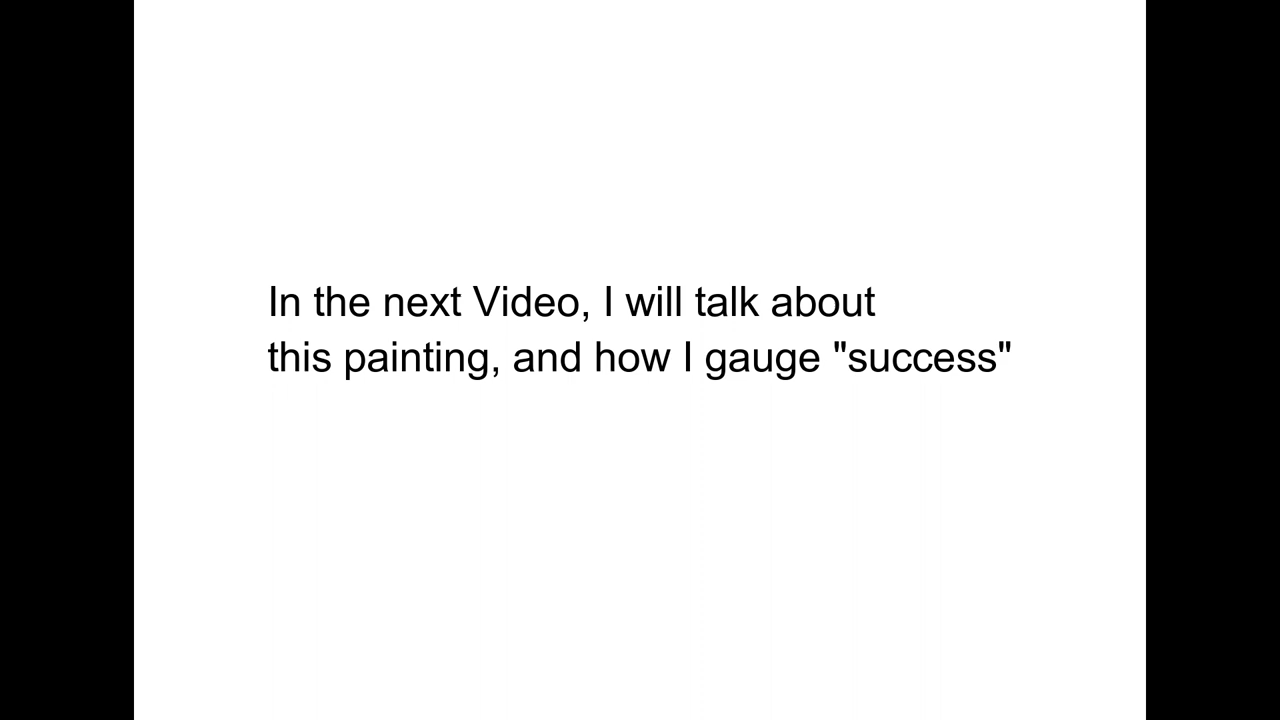 In the next Video, I will talk about
this painting, and how I gauge "success"